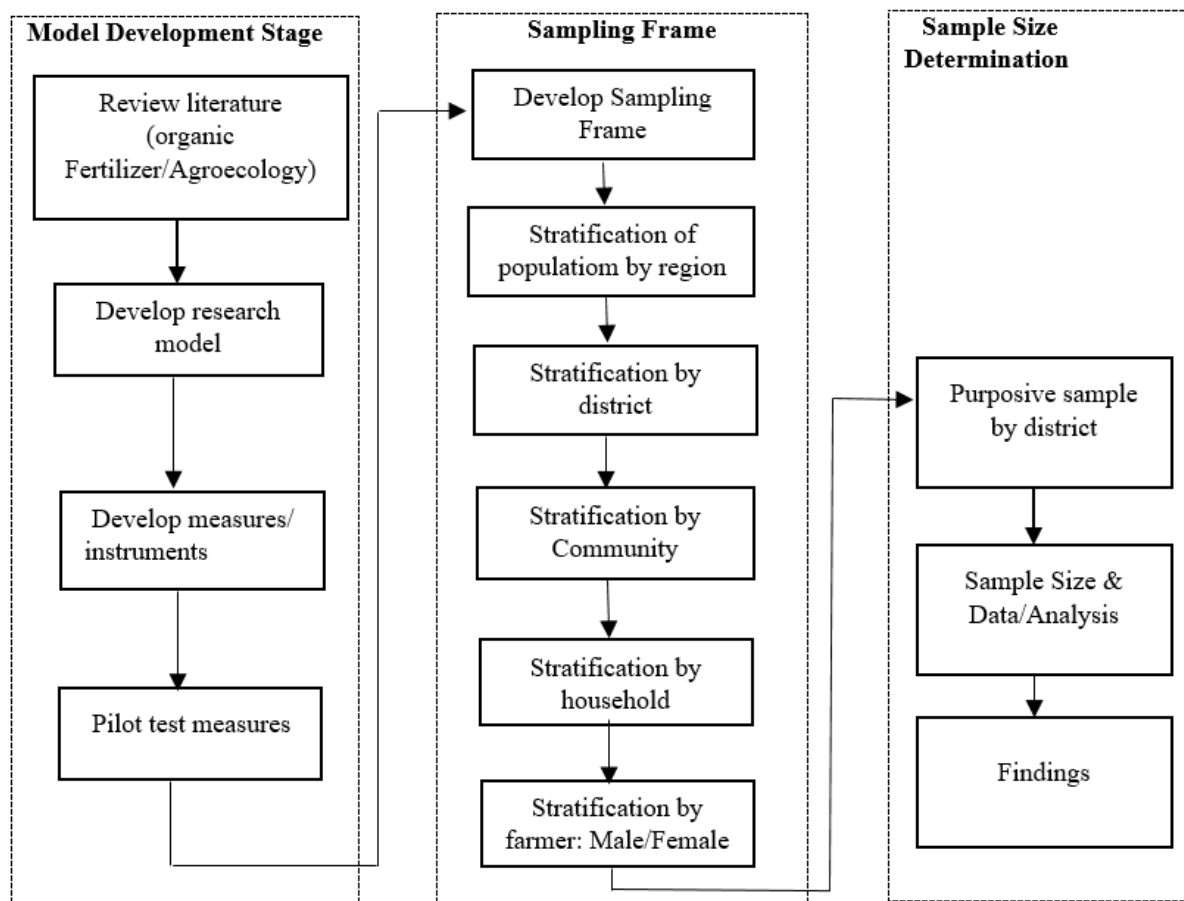 Model Development Stage
Review literature
(organic
Fertilizer/Agroecology)
Develop research
model
Develop measures/
instruments
Pilot test measures
Sampling Frame
Develop Sampling
Frame
Stratification of
populatiom by region
Stratification by
district
Stratification by
Community
Stratification by
household
Stratification by
farmer: Male/Female
Sample Size
Determination
Purposive sample
by district
Sample Size &
Data/Analysis
Findings